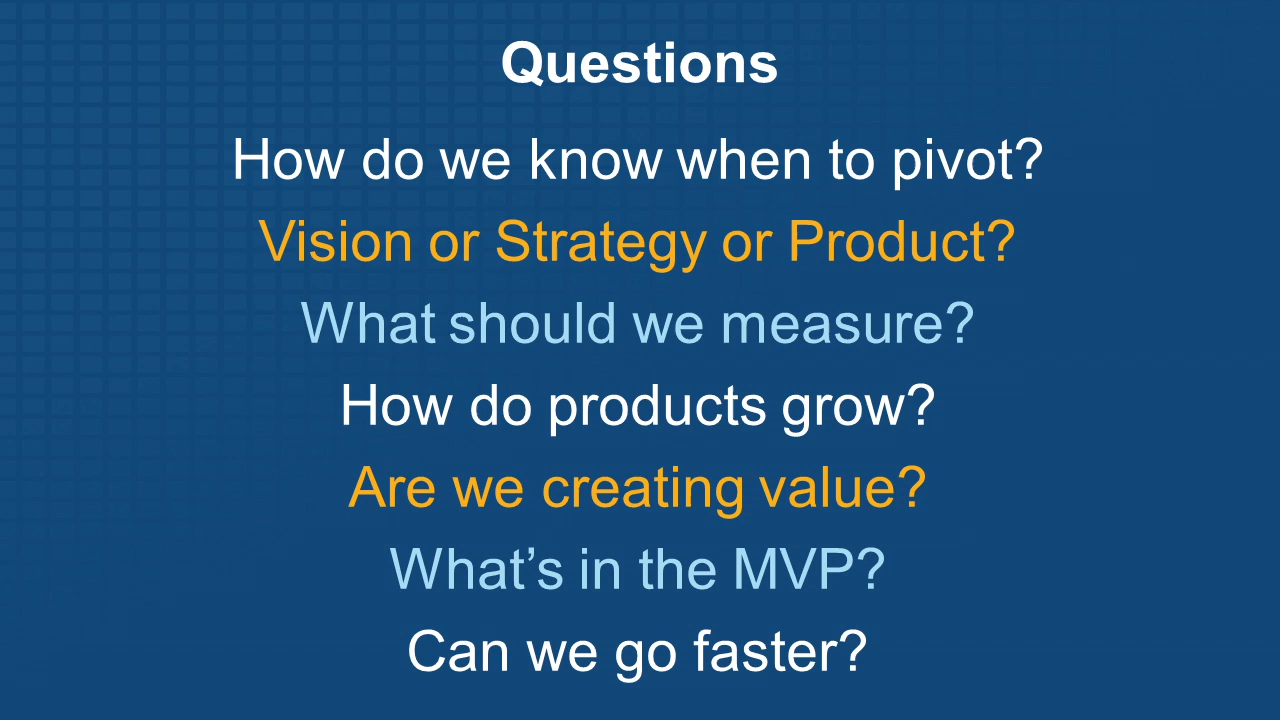 Questions
How do we know when to pivot?
Vision or Strategy or Product?
What should we measure?
How do products grow?
Are we creating value?
What’s in the MVP?
Can we go faster?